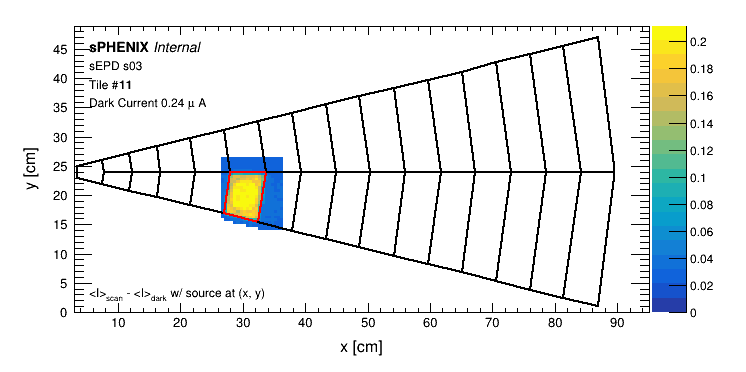 sPHENIX Internal
sEPD s03
Tile #11
Dark Current 0.24 μ A
<I>scan - <I>dark w/ source at (x, y)
y [cm]
45
40
35
30
25
20
15
10
5
0
10 20 30 40 50 60 70 80 90
x [cm]
0.2
0.18
0.16
0.14
0.12
0.1
0.08
0.06
0.04
0.02
0